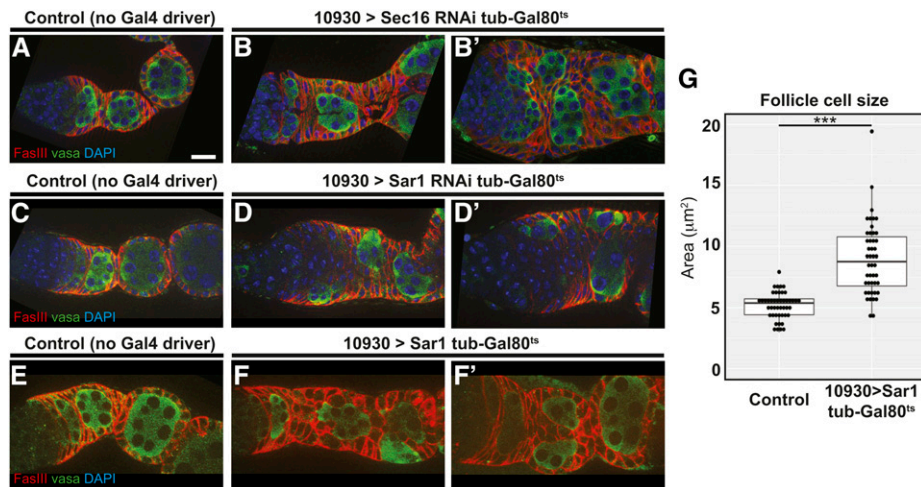 Control (no Gal4 driver)
10930 > Sec16 RNAi tub-Gal80ts
A
B
B'
FasIII vasa DAPI
Control (no Gal4 driver)
10930 > Sar1 RNAi tub-Gal80ts
C
D
D'
FasIII vasa DAPI
Control (no Gal4 driver)
10930 > Sar1 tub-Gal80ts
E
F
F'
FasIII vasa DAPI
G
Follicle cell size
***
20
15
10
5
0
Area (μm²)
Control
10930>Sar1
tub-Gal80ts